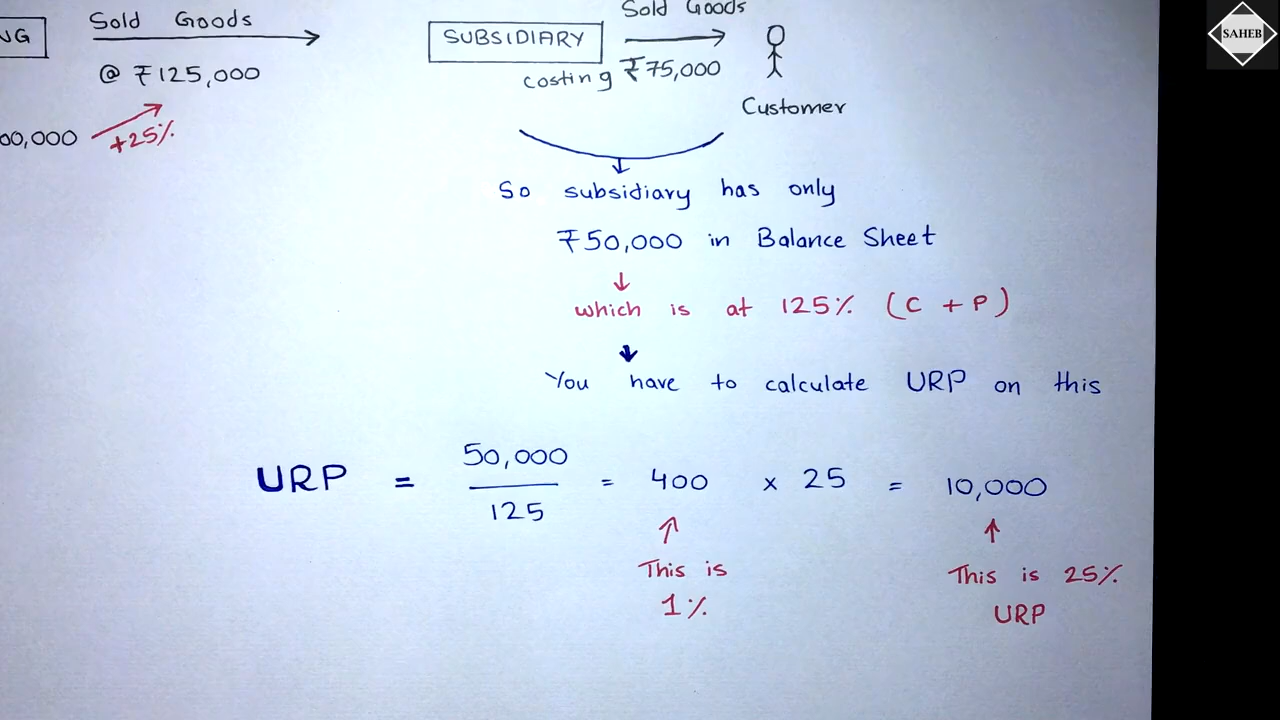 NG
Sold Goods
@ ₹125,000
00,000
+25%
SUBSIDIARY
Sold Goods
costing ₹75,000
Customer
So subsidiary has only
₹50,000 in Balance Sheet
which is at 125% (C + P)
You have to calculate URP on this
URP = 50,000 / 125 = 400 x 25 = 10,000
This is
1%
This is 25%
URP
SAHEB